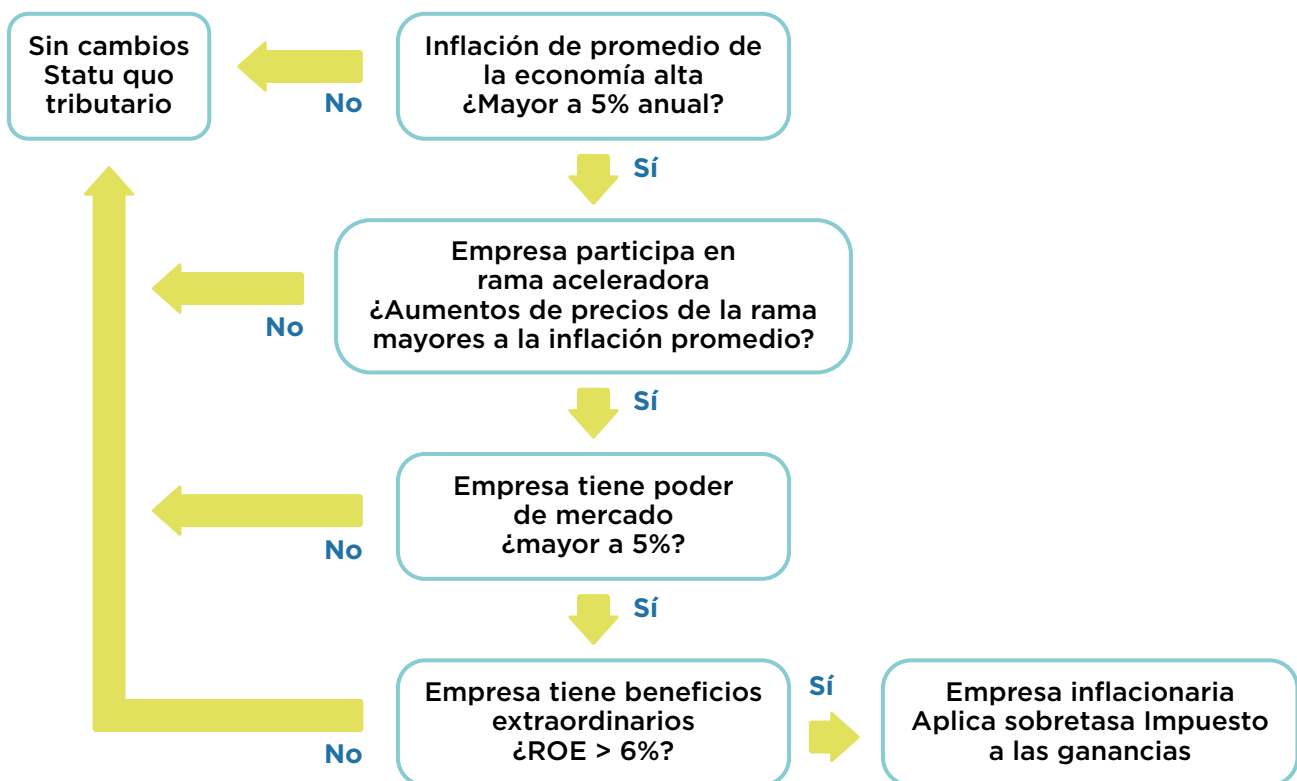 Sin cambios
Statu quo
tributario
No
Inflación de promedio de
la economía alta
¿Mayor a 5% anual?
Sí
Empresa participa en
rama aceleradora
¿Aumentos de precios de la rama
mayores a la inflación promedio?
No
Sí
Empresa tiene poder
de mercado
¿mayor a 5%?
No
Sí
Empresa tiene beneficios
extraordinarios
¿ROE > 6%?
No
Sí
Empresa inflacionaria
Aplica sobretasa Impuesto
a las ganancias